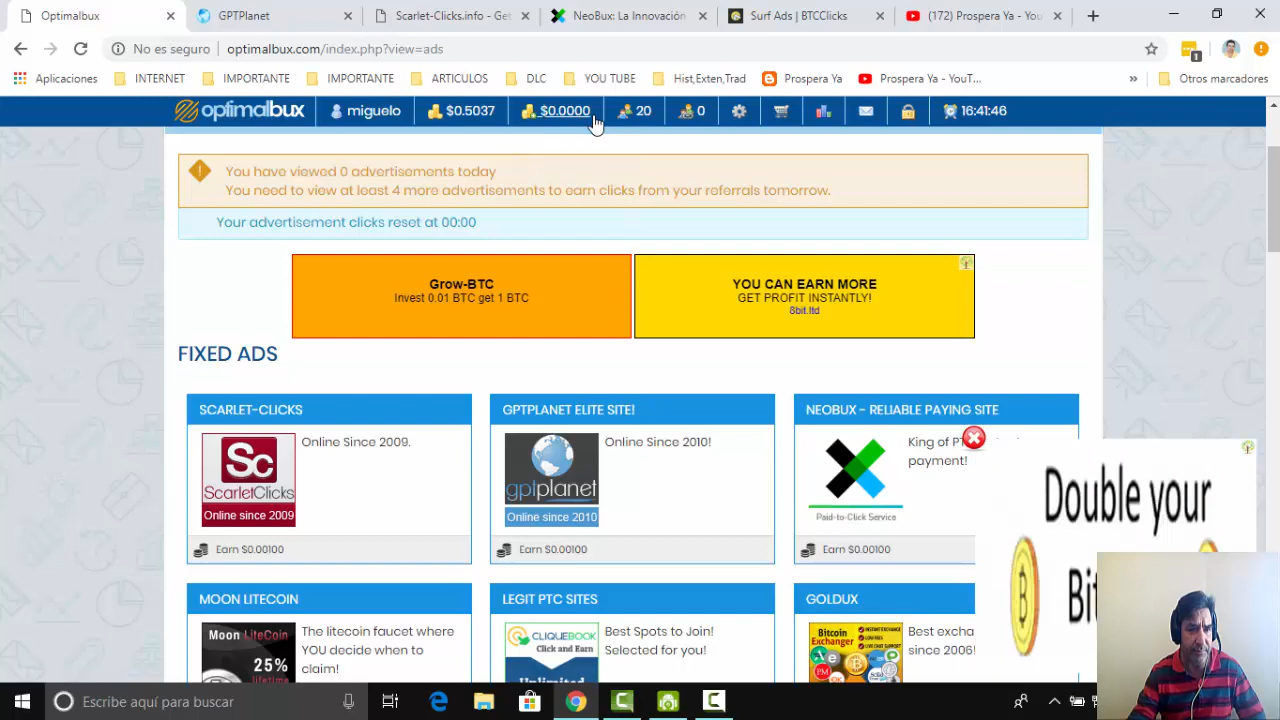 Optimalbux
GPTPlanet
Scarlet-Clicks.info - Get
NeoBux: La Innovación
Surf Ads | BTCClicks
(172) Prospera Ya - You
No es seguro | optimalbux.com/index.php?view=ads
1
Aplicaciones
INTERNET
IMPORTANTE
IMPORTANTE
ARTICULOS
DLC
YOU TUBE
Hist,Exten,Trad
Prospera Ya
Prospera Ya - YouT...
»
Otros marcadores
optimalbux
miguelo
$0.5037
$0.0000
20
0
16:41:46
You have viewed 0 advertisements today
You need to view at least 4 more advertisements to earn clicks from your referrals tomorrow.
Your advertisement clicks reset at 00:00
Grow-BTC
Invest 0.01 BTC get 1 BTC
YOU CAN EARN MORE
GET PROFIT INSTANTLY!
8bit.ltd
FIXED ADS
SCARLET-CLICKS
Sc
ScarletClicks
Online since 2009
Online Since 2009.
Earn $0.00100
GPTPLANET ELITE SITE!
gptplanet
Online since 2010
Online Since 2010!
Earn $0.00100
NEOBUX - RELIABLE PAYING SITE
Paid-to-Click Service
King of
payment!
Earn $0.00100
Double your
MOON LITECOIN
Moon LiteCoin
25%
lifetime
The litecoin faucet where
YOU decide when to
claim!
LEGIT PTC SITES
CLIQUEBOOK
Click and Earn
Unlimited
Best Spots to Join!
Selected for you!
GOLDUX
Bitcoin
Exchanger
Best
since 2006!
Escribe aquí para buscar